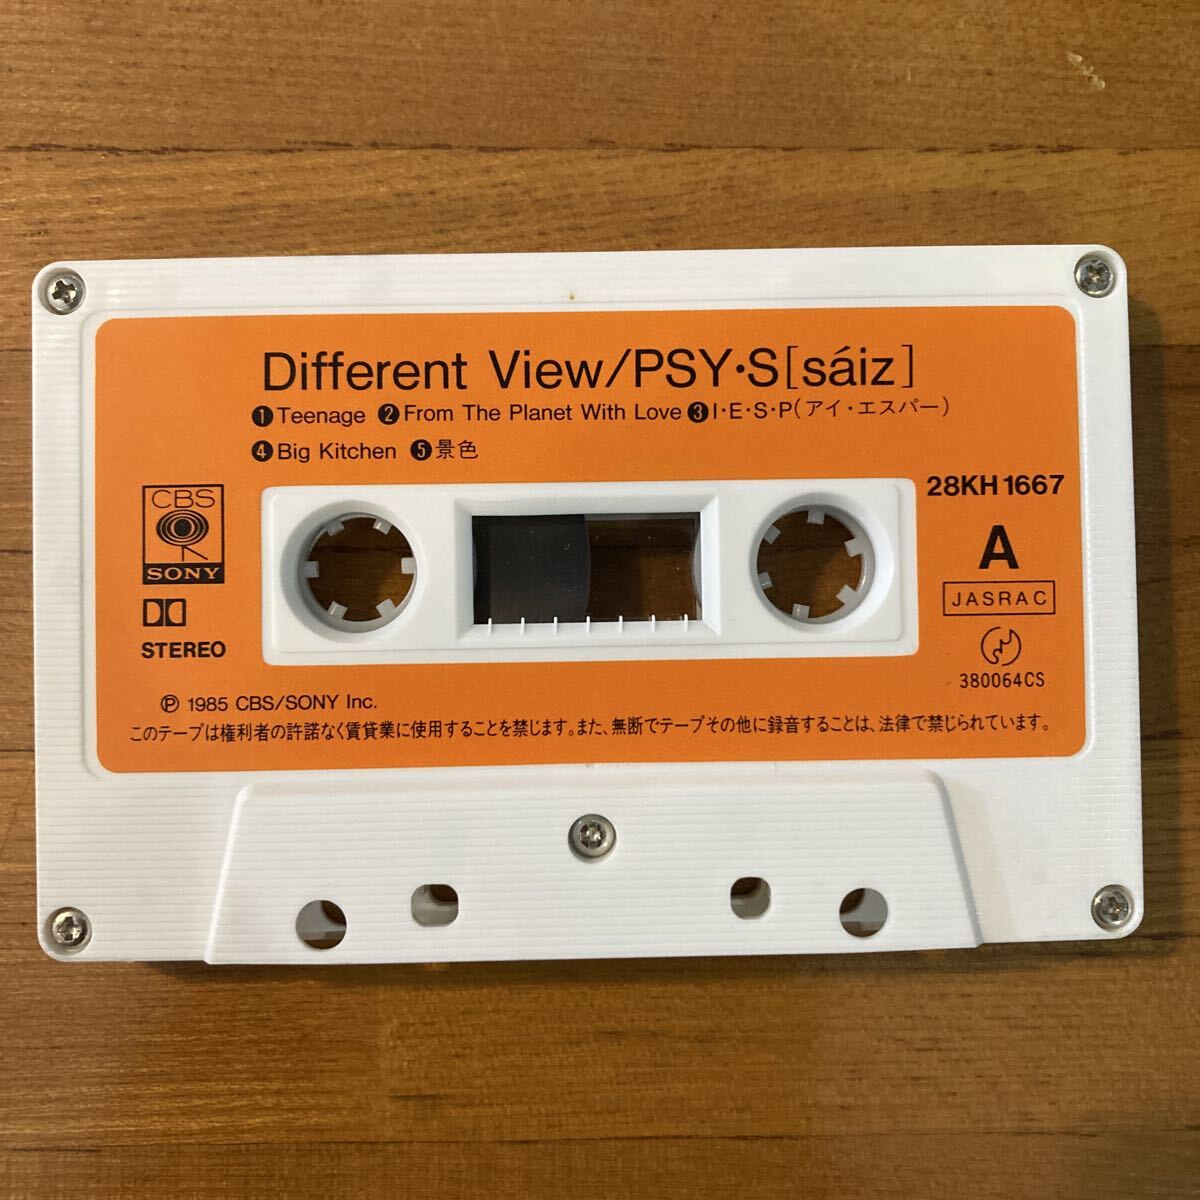 Different View/PSY・S[sáiz]
❶Teenage ❷From The Planet With Love ❸I・E・S・P(アイ・エスパー)
❹Big Kitchen ❺景色
CBS
SONY
STEREO
28KH1667
A
JASRAC
380064CS
Ⓟ 1985 CBS/SONY Inc.
このテープは権利者の許諾なく賃貸業に使用することを禁じます。また、無断でテープその他に録音することは、法律で禁じられています。